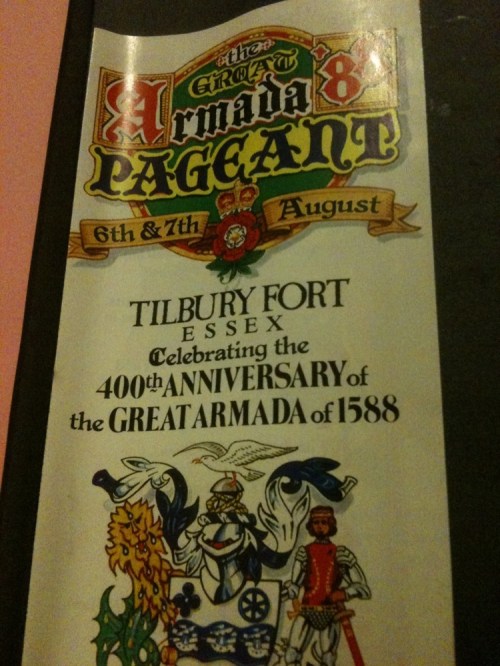 the
GREAT '88
Armada
PAGEANT
6th & 7th August
TILBURY FORT
ESSEX
Celebrating the
400th ANNIVERSARY of
the GREAT ARMADA of 1588